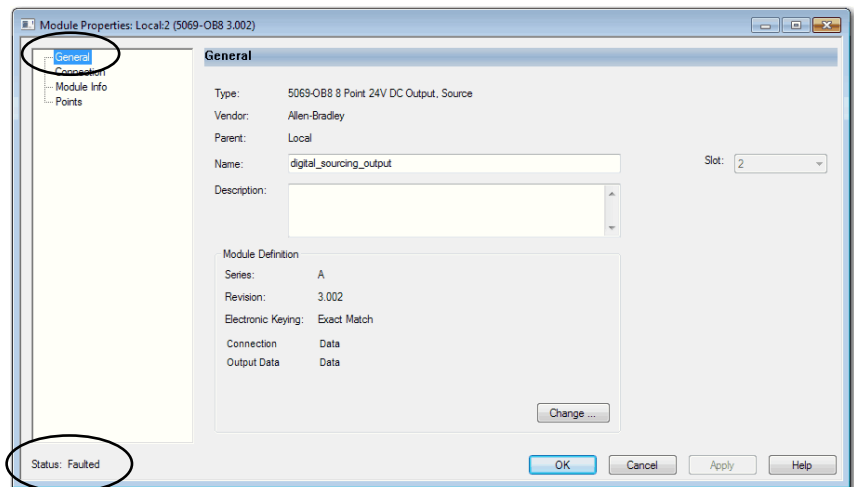 Module Properties: Local:2 (5069-OB8 3.002)
General
Connection
Module Info
Points
General
Type: 5069-OB8 8 Point 24V DC Output, Source
Vendor: Allen-Bradley
Parent: Local
Name: digital_sourcing_output
Slot: 2
Description:
Module Definition
Series: A
Revision: 3.002
Electronic Keying: Exact Match
Connection Data
Output Data Data
Change ...
Status: Faulted
OK
Cancel
Apply
Help